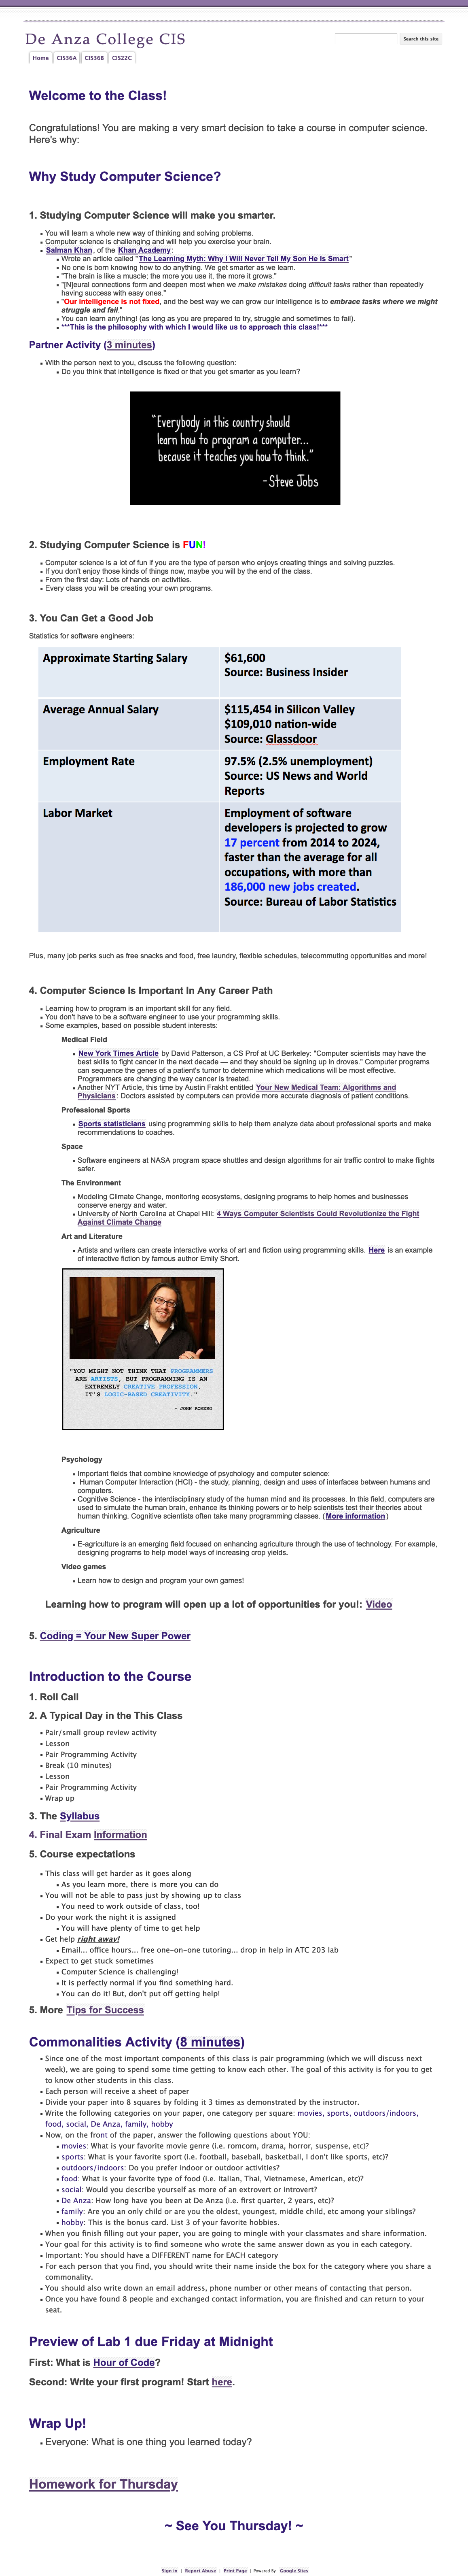 De Anza College CIS
Search this site
Home CIS36A CIS36B CIS22C
Welcome to the Class!
Congratulations! You are making a very smart decision to take a course in computer science.
Here's why:
Why Study Computer Science?
1. Studying Computer Science will make you smarter.
You will learn a whole new way of thinking and solving problems.
Computer science is challenging and will help you exercise your brain.
Salman Khan, of the Khan Academy:
Wrote an article called "The Learning Myth: Why I Will Never Tell My Son He Is Smart"
No one is born knowing how to do anything. We get smarter as we learn.
"The brain is like a muscle; the more you use it, the more it grows."
"[N]eural connections form and deepen most when we make mistakes doing difficult tasks rather than repeatedly
having success with easy ones."
"Our intelligence is not fixed, and the best way we can grow our intelligence is to embrace tasks where we might
struggle and fail."
You can learn anything! (as long as you are prepared to try, struggle and sometimes to fail).
***This is the philosophy with which I would like us to approach this class!***
Partner Activity (3 minutes)
With the person next to you, discuss the following question:
Do you think that intelligence is fixed or that you get smarter as you learn?
"Everybody in this country should
learn how to program a computer...
because it teaches you how to think."
- Steve Jobs
2. Studying Computer Science is FUN!
Computer science is a lot of fun if you are the type of person who enjoys creating things and solving puzzles.
If you don't enjoy those kinds of things now, maybe you will by the end of the class.
From the first day: Lots of hands on activities.
Every class you will be creating your own programs.
3. You Can Get a Good Job
Statistics for software engineers:
Approximate Starting Salary
$61,600
Source: Business Insider
Average Annual Salary
$115,454 in Silicon Valley
$109,010 nation-wide
Source: Glassdoor
Employment Rate
97.5% (2.5% unemployment)
Source: US News and World
Reports
Labor Market
Employment of software
developers is projected to grow
17 percent from 2014 to 2024,
faster than the average for all
occupations, with more than
186,000 new jobs created.
Source: Bureau of Labor Statistics
Plus, many job perks such as free snacks and food, free laundry, flexible schedules, telecommuting opportunities and more!
4. Computer Science Is Important In Any Career Path
Learning how to program is an important skill for any field.
You don't have to be a software engineer to use your programming skills.
Some examples, based on possible student interests:
Medical Field
New York Times Article by David Patterson, a CS Prof at UC Berkeley: "Computer scientists may have the
best skills to fight cancer in the next decade — and they should be signing up in droves." Computer programs
can sequence the genes of a patient's tumor to determine which medications will be most effective.
Programmers can changing the way cancer is treated.
Another NYT Article, this time by Austin Frakht entitled Your New Medical Team: Algorithms and
Physicians: Doctors assisted by computers can provide more accurate diagnosis of patient conditions.
Professional Sports
Sports statisticians using programming skills to help them analyze data about professional sports and make
recommendations to coaches.
Space
Software engineers at NASA program space shuttles and design algorithms for air traffic control to make flights
safer.
The Environment
Modeling Climate Change, monitoring ecosystems, designing programs to help homes and businesses
conserve energy and water.
University of North Carolina at Chapel Hill: 4 Ways Computer Scientists Could Revolutionize the Fight
Against Climate Change
Art and Literature
Artists and writers can create interactive works of art and fiction using programming skills. Here is an example
of interactive fiction by famous author Emily Short.
"YOU MIGHT NOT THINK THAT PROGRAMMERS
ARE ARTISTS, BUT PROGRAMMING IS AN
EXTREMELY CREATIVE PROFESSION.
IT'S LOGIC-BASED CREATIVITY."
- JOHN ROMERO
Psychology
Important fields that combine knowledge of psychology and computer science:
Human Computer Interaction (HCI) - the study, planning, design and uses of interfaces between humans and
computers.
Cognitive Science - the interdisciplinary study of the human mind and its processes. In this field, computers are
used to simulate the human brain, enhance its thinking powers or to help scientists test their theories about
human thinking. Cognitive scientists often take many programming classes. (More information)
Agriculture
E-agriculture is an emerging field focused on enhancing agriculture through the use of technology. For example,
designing programs to help model ways of increasing crop yields.
Video games
Learn how to design and program your own games!
Learning how to program will open up a lot of opportunities for you!: Video
5. Coding = Your New Super Power
Introduction to the Course
1. Roll Call
2. A Typical Day in the This Class
Pair/small group review activity
Lesson
Pair Programming Activity
Break (10 minutes)
Lesson
Pair Programming Activity
Wrap up
3. The Syllabus
4. Final Exam Information
5. Course expectations
This class will get harder as it goes along
As you learn more, there is more you can do
You will not be able to pass just by showing up to class
You need to work outside of class, too!
Do your work the night it is assigned
You will have plenty of time to get help
Get help right away!
Email... office hours... free one-on-one tutoring... drop in help in ATC 203 lab
Expect to get stuck sometimes
Computer Science is challenging!
It is perfectly normal if you find something hard.
You can do it! But, don't put off getting help!
5. More Tips for Success
Commonalities Activity (8 minutes)
Since one of the most important components of this class is pair programming (which we will discuss next
week), we are going to spend some time getting to know each other. The goal of this activity is for you to get
to know other students in this class.
Each person will receive a sheet of paper
Divide your paper into 8 squares by folding it 3 times as demonstrated by the instructor.
Write the following categories on your paper, one category per square: movies, sports, outdoors/indoors,
food, social, De Anza, family, hobby
Now, on the front of the paper, answer the following questions about YOU:
movies: What is your favorite movie genre (i.e. romcom, drama, horror, suspense, etc)?
sports: What is your favorite sport (i.e. football, baseball, basketball, I don't like sports, etc)?
outdoors/indoors: Do you prefer indoor or outdoor activities?
food: What is your favorite type of food (i.e. Italian, Thai, Vietnamese, American, etc)?
social: Would you describe yourself as more of an extrovert or introvert?
De Anza: How long have you been at De Anza (i.e. first quarter, 2 years, etc)?
family: Are you an only child or are you the oldest, youngest, middle child, etc among your siblings?
hobby: This is the bonus card. List 3 of your favorite hobbies.
When you finish filling out your paper, you are going to mingle with your classmates and share information.
Your goal for this activity is to find someone who wrote the same answer down as you in each category.
Important: You should have a DIFFERENT name for EACH category
For each person that you find, you should write their name inside the box for the category where you share a
commonality.
You should also write down an email address, phone number or other means of contacting that person.
Once you have found 8 people and exchanged contact information, you are finished and can return to your
seat.
Preview of Lab 1 due Friday at Midnight
First: What is Hour of Code?
Second: Write your first program! Start here.
Wrap Up!
Everyone: What is one thing you learned today?
Homework for Thursday
~ See You Thursday! ~
Sign in | Report Abuse | Print Page | Powered By Google Sites